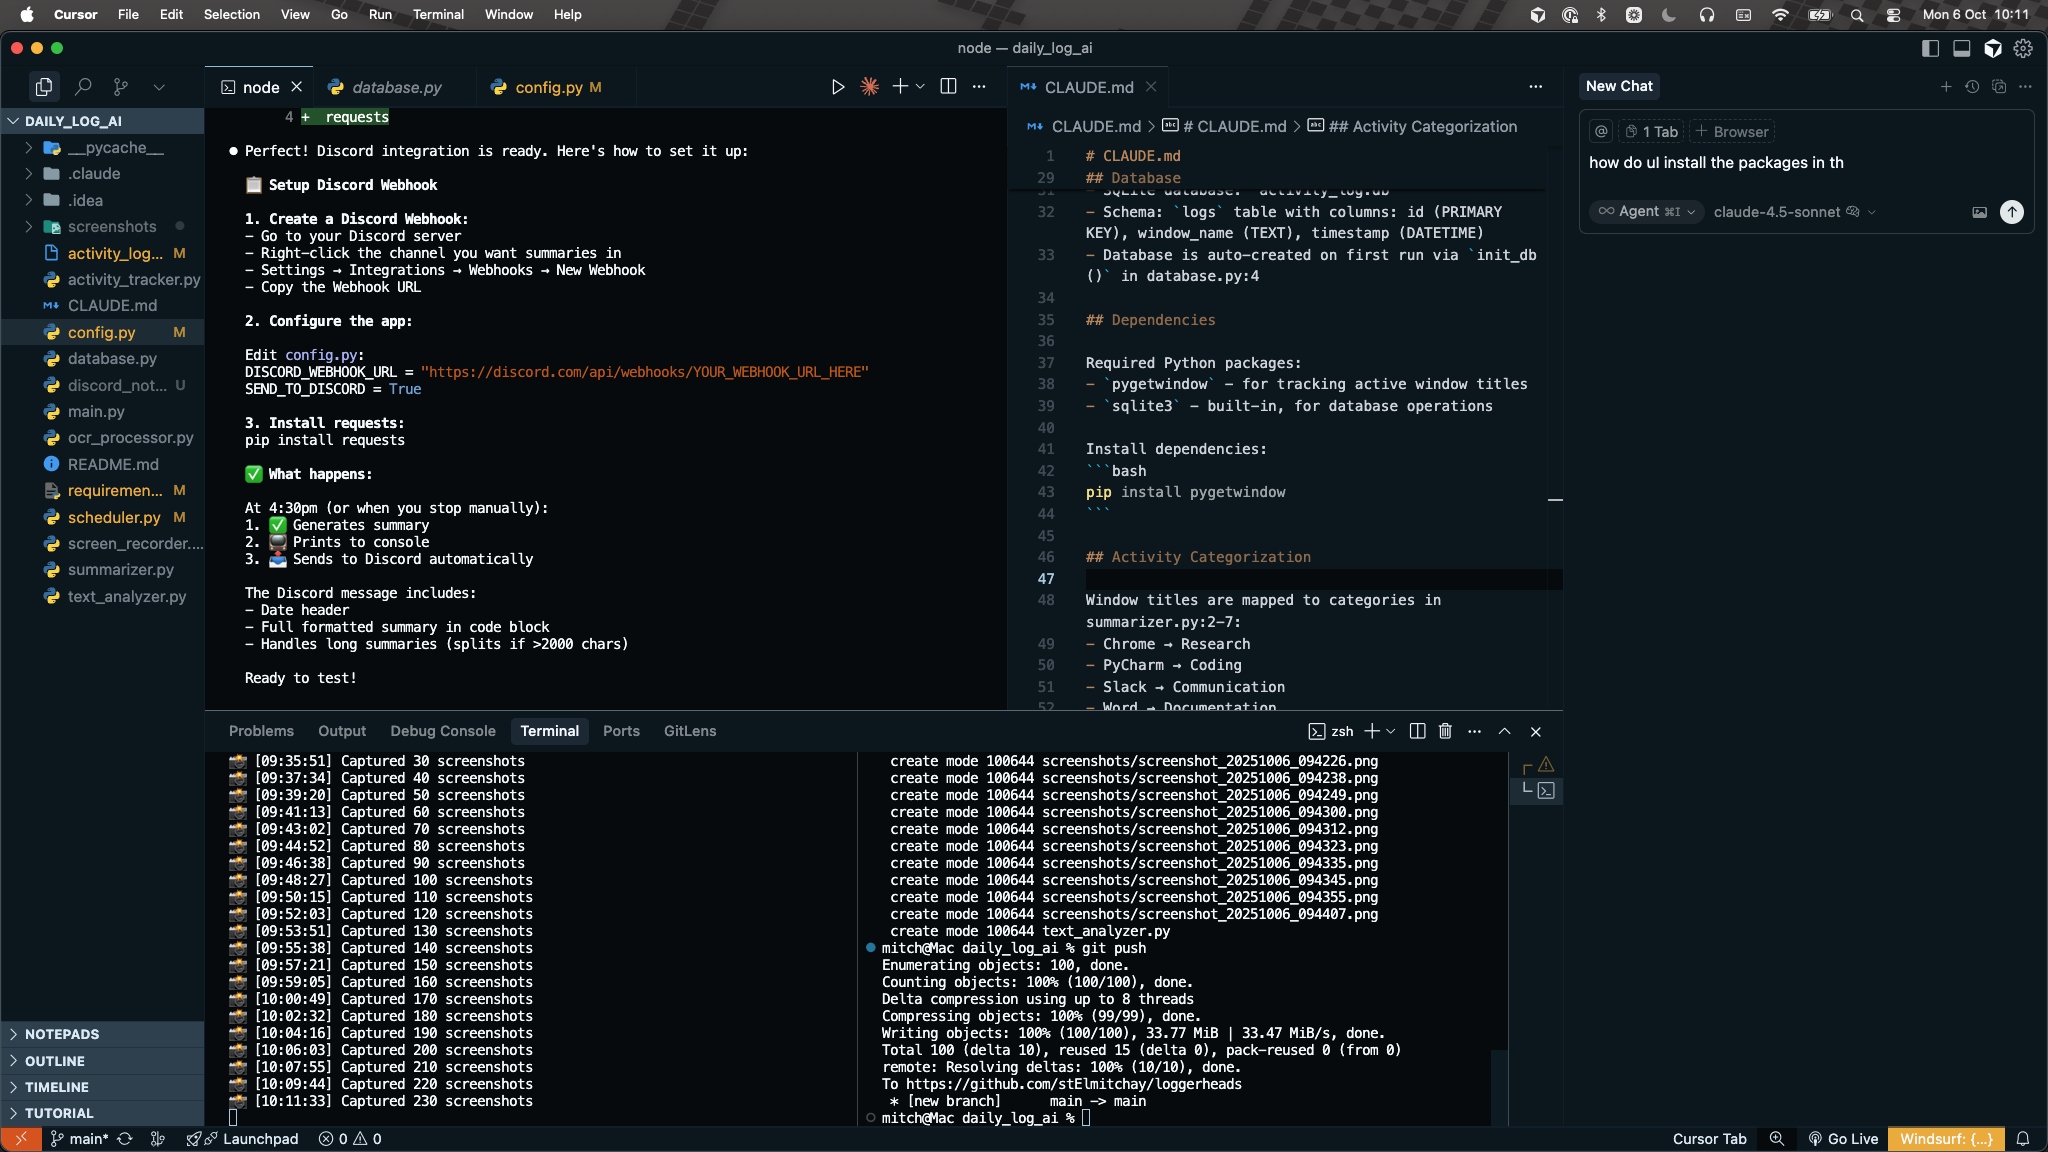 Cursor File Edit Selection View Go Run Terminal Window Help
Mon 6 Oct 10:11
node — daily_log_ai
node
database.py
config.py M
CLAUDE.md
New Chat
DAILY_LOG_AI
__pycache__
.claude
.idea
screenshots
activity_log... M
activity_tracker.py
CLAUDE.md
config.py M
database.py
discord_not... U
main.py
ocr_processor.py
README.md
requiremen... M
scheduler.py M
screen_recorder....
summarizer.py
text_analyzer.py
NOTEPADS
OUTLINE
TIMELINE
TUTORIAL
4 + requests
Perfect! Discord integration is ready. Here's how to set it up:
Setup Discord Webhook
1. Create a Discord Webhook:
- Go to your Discord server
- Right-click the channel you want summaries in
- Settings → Integrations → Webhooks → New Webhook
- Copy the Webhook URL
2. Configure the app:
Edit config.py:
DISCORD_WEBHOOK_URL = "https://discord.com/api/webhooks/YOUR_WEBHOOK_URL_HERE"
SEND_TO_DISCORD = True
3. Install requests:
pip install requests
✅ What happens:
At 4:30pm (or when you stop manually):
1. ✅ Generates summary
2. Prints to console
3. 📤 Sends to Discord automatically
The Discord message includes:
- Date header
- Full formatted summary in code block
- Handles long summaries (splits if >2000 chars)
Ready to test!
CLAUDE.md > # CLAUDE.md > ## Activity Categorization
1 # CLAUDE.md
29 ## Database
31 - SQLite database: `activity_log.db`
32 - Schema: `logs` table with columns: id (PRIMARY
KEY), window_name (TEXT), timestamp (DATETIME)
33 - Database is auto-created on first run via `init_db
()` in database.py:4
34
35 ## Dependencies
36
37 Required Python packages:
38 - `pygetwindow` - for tracking active window titles
39 - `sqlite3` - built-in, for database operations
40
41 Install dependencies:
42 ```bash
43 pip install pygetwindow
44 ```
45
46 ## Activity Categorization
47
48 Window titles are mapped to categories in
summarizer.py:2-7:
49 - Chrome → Research
50 - PyCharm → Coding
51 - Slack → Communication
52 - Word → Documentation
@ 1 Tab + Browser
how do uI install the packages in th
∞ Agent ⌘I claude-4.5-sonnet
Problems Output Debug Console Terminal Ports GitLens
zsh
[09:35:51] Captured 30 screenshots
[09:37:34] Captured 40 screenshots
[09:39:20] Captured 50 screenshots
[09:41:13] Captured 60 screenshots
[09:43:02] Captured 70 screenshots
[09:44:52] Captured 80 screenshots
[09:46:38] Captured 90 screenshots
[09:48:27] Captured 100 screenshots
[09:50:15] Captured 110 screenshots
[09:52:03] Captured 120 screenshots
[09:53:51] Captured 130 screenshots
[09:55:38] Captured 140 screenshots
[09:57:21] Captured 150 screenshots
[09:59:05] Captured 160 screenshots
[10:00:49] Captured 170 screenshots
[10:02:32] Captured 180 screenshots
[10:04:16] Captured 190 screenshots
[10:06:03] Captured 200 screenshots
[10:07:55] Captured 210 screenshots
[10:09:44] Captured 220 screenshots
[10:11:33] Captured 230 screenshots
create mode 100644 screenshots/screenshot_20251006_094226.png
create mode 100644 screenshots/screenshot_20251006_094238.png
create mode 100644 screenshots/screenshot_20251006_094249.png
create mode 100644 screenshots/screenshot_20251006_094300.png
create mode 100644 screenshots/screenshot_20251006_094312.png
create mode 100644 screenshots/screenshot_20251006_094323.png
create mode 100644 screenshots/screenshot_20251006_094335.png
create mode 100644 screenshots/screenshot_20251006_094345.png
create mode 100644 screenshots/screenshot_20251006_094355.png
create mode 100644 screenshots/screenshot_20251006_094407.png
create mode 100644 text_analyzer.py
mitch@Mac daily_log_ai % git push
Enumerating objects: 100, done.
Counting objects: 100% (100/100), done.
Delta compression using up to 8 threads
Compressing objects: 100% (99/99), done.
Writing objects: 100% (100/100), 33.77 MiB | 33.47 MiB/s, done.
Total 100 (delta 10), reused 15 (delta 0), pack-reused 0 (from 0)
remote: Resolving deltas: 100% (10/10), done.
To https://github.com/stElmitchay/loggerheads
* [new branch] main -> main
mitch@Mac daily_log_ai %
main* Launchpad 0 0
Cursor Tab Go Live Windsurf: {...}